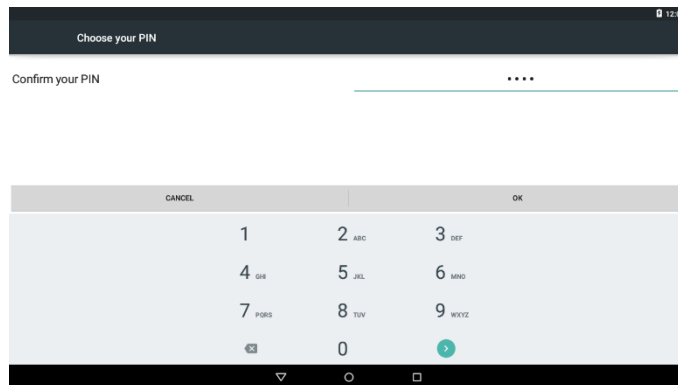 12:
Choose your PIN
Confirm your PIN
••••
CANCEL OK
1 2 ABC 3 DEF
4 GHI 5 JKL 6 MNO
7 PQRS 8 TUV 9 WXYZ
0